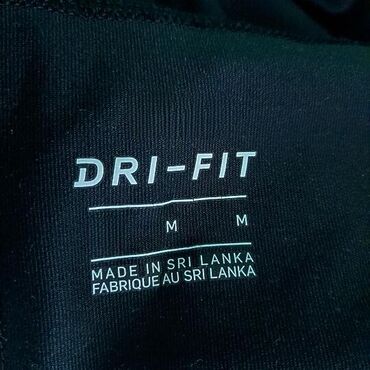 DRI-FIT
M M
MADE IN SRI LANKA
FABRIQUE AU SRI LANKA